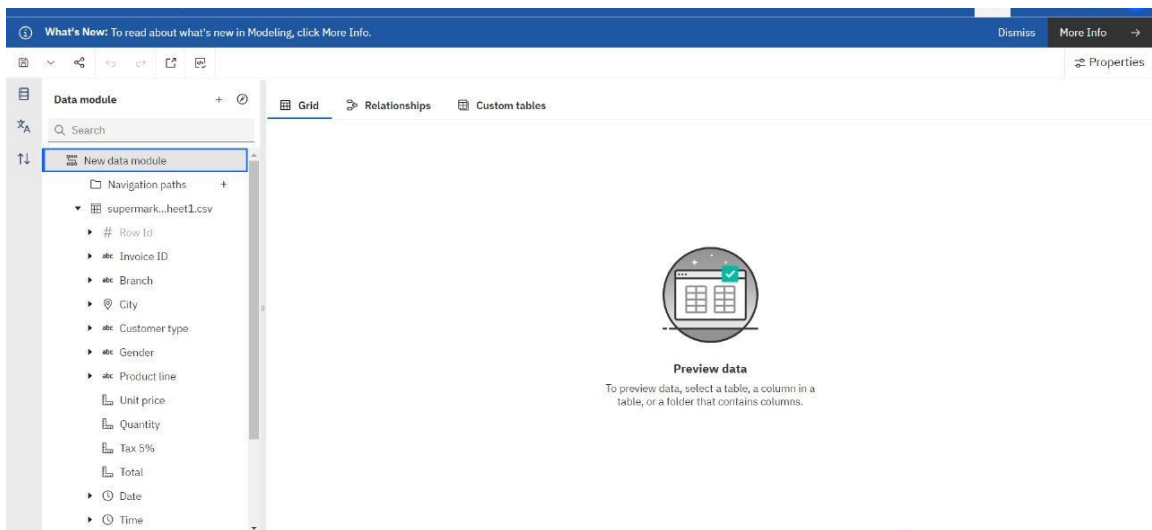 What's New: To read about what's new in Modeling, click More Info.
Dismiss
More Info
Properties
Data module
Grid
Relationships
Custom tables
Search
New data module
Navigation paths
supermark...heet1.csv
# Row Id
abc Invoice ID
abc Branch
City
abc Customer type
abc Gender
abc Product line
Unit price
Quantity
Tax 5%
Total
Date
Time
Preview data
To preview data, select a table, a column in a
table, or a folder that contains columns.